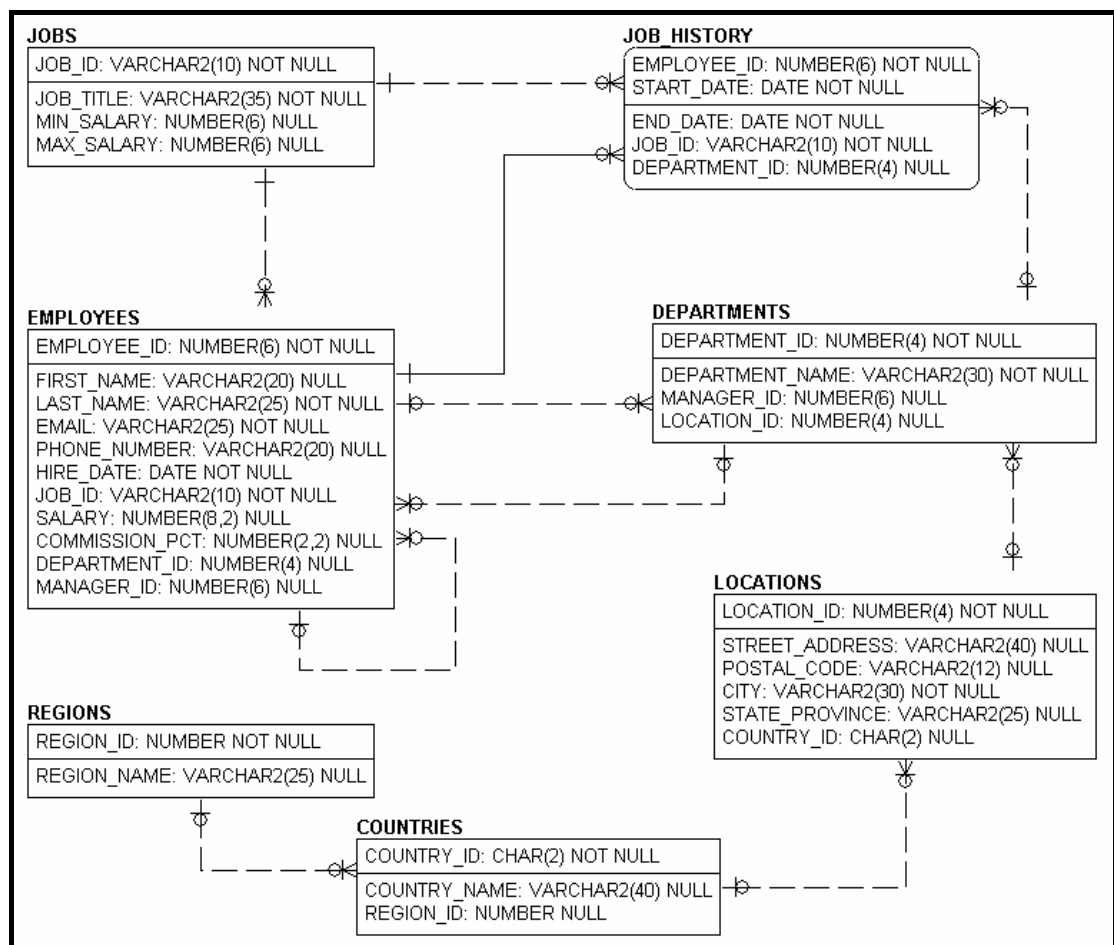 JOBS
JOB_ID: VARCHAR2(10) NOT NULL
JOB_TITLE: VARCHAR2(35) NOT NULL
MIN_SALARY: NUMBER(6) NULL
MAX_SALARY: NUMBER(6) NULL
JOB_HISTORY
EMPLOYEE_ID: NUMBER(6) NOT NULL
START_DATE: DATE NOT NULL
END_DATE: DATE NOT NULL
JOB_ID: VARCHAR2(10) NOT NULL
DEPARTMENT_ID: NUMBER(4) NULL
EMPLOYEES
EMPLOYEE_ID: NUMBER(6) NOT NULL
FIRST_NAME: VARCHAR2(20) NULL
LAST_NAME: VARCHAR2(25) NOT NULL
EMAIL: VARCHAR2(25) NOT NULL
PHONE_NUMBER: VARCHAR2(20) NULL
HIRE_DATE: DATE NOT NULL
JOB_ID: VARCHAR2(10) NOT NULL
SALARY: NUMBER(8,2) NULL
COMMISSION_PCT: NUMBER(2,2) NULL
DEPARTMENT_ID: NUMBER(4) NULL
MANAGER_ID: NUMBER(6) NULL
DEPARTMENTS
DEPARTMENT_ID: NUMBER(4) NOT NULL
DEPARTMENT_NAME: VARCHAR2(30) NOT NULL
MANAGER_ID: NUMBER(6) NULL
LOCATION_ID: NUMBER(4) NULL
LOCATIONS
LOCATION_ID: NUMBER(4) NOT NULL
STREET_ADDRESS: VARCHAR2(40) NULL
POSTAL_CODE: VARCHAR2(12) NULL
CITY: VARCHAR2(30) NOT NULL
STATE_PROVINCE: VARCHAR2(25) NULL
COUNTRY_ID: CHAR(2) NULL
REGIONS
REGION_ID: NUMBER NOT NULL
REGION_NAME: VARCHAR2(25) NULL
COUNTRIES
COUNTRY_ID: CHAR(2) NOT NULL
COUNTRY_NAME: VARCHAR2(40) NULL
REGION_ID: NUMBER NULL